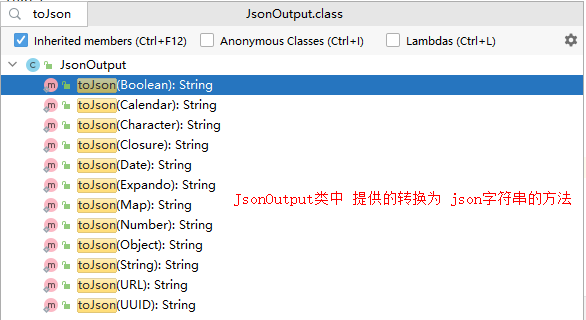 toJson
JsonOutput.class
Inherited members (Ctrl+F12)
Anonymous Classes (Ctrl+I)
Lambdas (Ctrl+L)
C JsonOutput
m toJson(Boolean): String
m toJson(Calendar): String
m toJson(Character): String
m toJson(Closure): String
m toJson(Date): String
m toJson(Expando): String
m toJson(Map): String
m toJson(Number): String
m toJson(Object): String
m toJson(String): String
m toJson(URL): String
m toJson(UUID): String
JsonOutput类中 提供的转换为 json字符串的方法